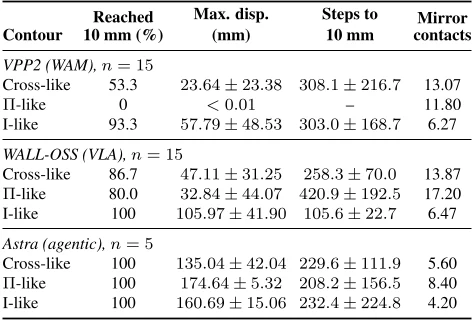 Contour Reached 10 mm (%) Max. disp. (mm) Steps to 10 mm Mirror contacts
VPP2 (WAM), n = 15
Cross-like 53.3 23.64 ± 23.38 308.1 ± 216.7 13.07
Π-like 0 < 0.01 – 11.80
I-like 93.3 57.79 ± 48.53 303.0 ± 168.7 6.27
WALL-OSS (VLA), n = 15
Cross-like 86.7 47.11 ± 31.25 258.3 ± 70.0 13.87
Π-like 80.0 32.84 ± 44.07 420.9 ± 192.5 17.20
I-like 100 105.97 ± 41.90 105.6 ± 22.7 6.47
Astra (agentic), n = 5
Cross-like 100 135.04 ± 42.04 229.6 ± 111.9 5.60
Π-like 100 174.64 ± 5.32 208.2 ± 156.5 8.40
I-like 100 160.69 ± 15.06 232.4 ± 224.8 4.20